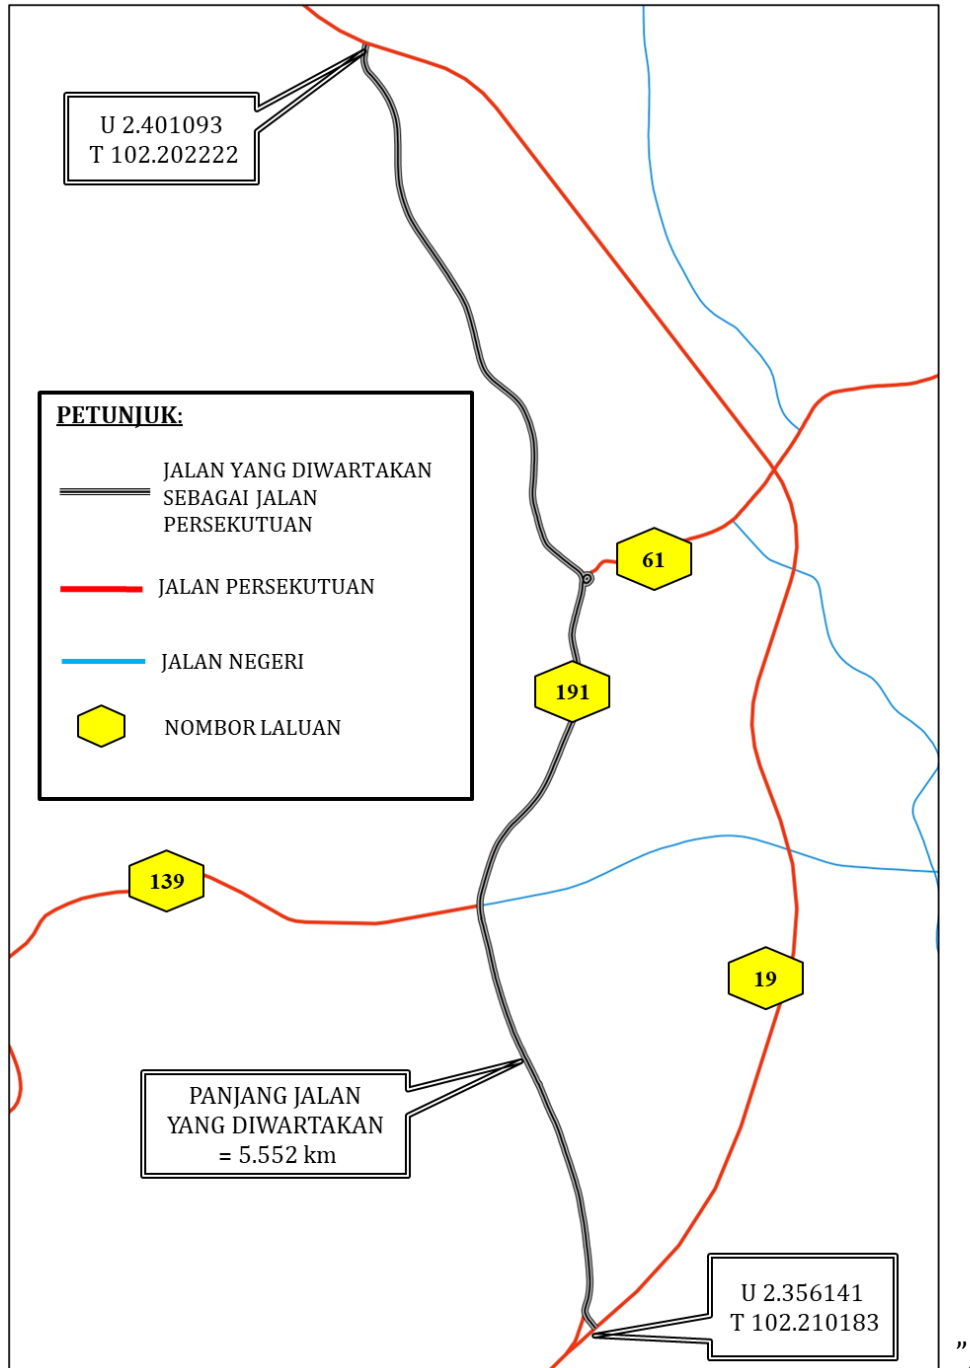 U 2.401093
T 102.202222
PETUNJUK:
JALAN YANG DIWARTAKAN
SEBAGAI JALAN
PERSEKUTUAN
JALAN PERSEKUTUAN
JALAN NEGERI
NOMBOR LALUAN
61
191
139
19
PANJANG JALAN
YANG DIWARTAKAN
= 5.552 km
U 2.356141
T 102.210183
”